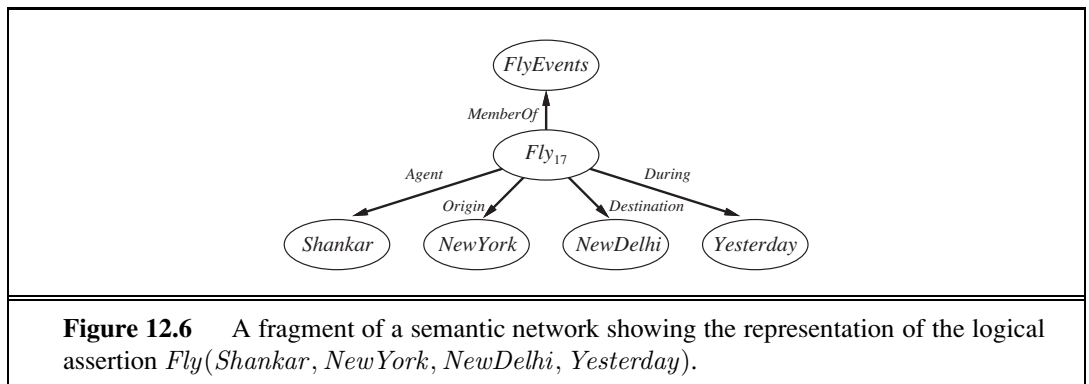 FlyEvents
MemberOf
Fly₁₇
Agent
During
Origin
Destination
Shankar
NewYork
NewDelhi
Yesterday
Figure 12.6 A fragment of a semantic network showing the representation of the logical
assertion Fly(Shankar, NewYork, NewDelhi, Yesterday).